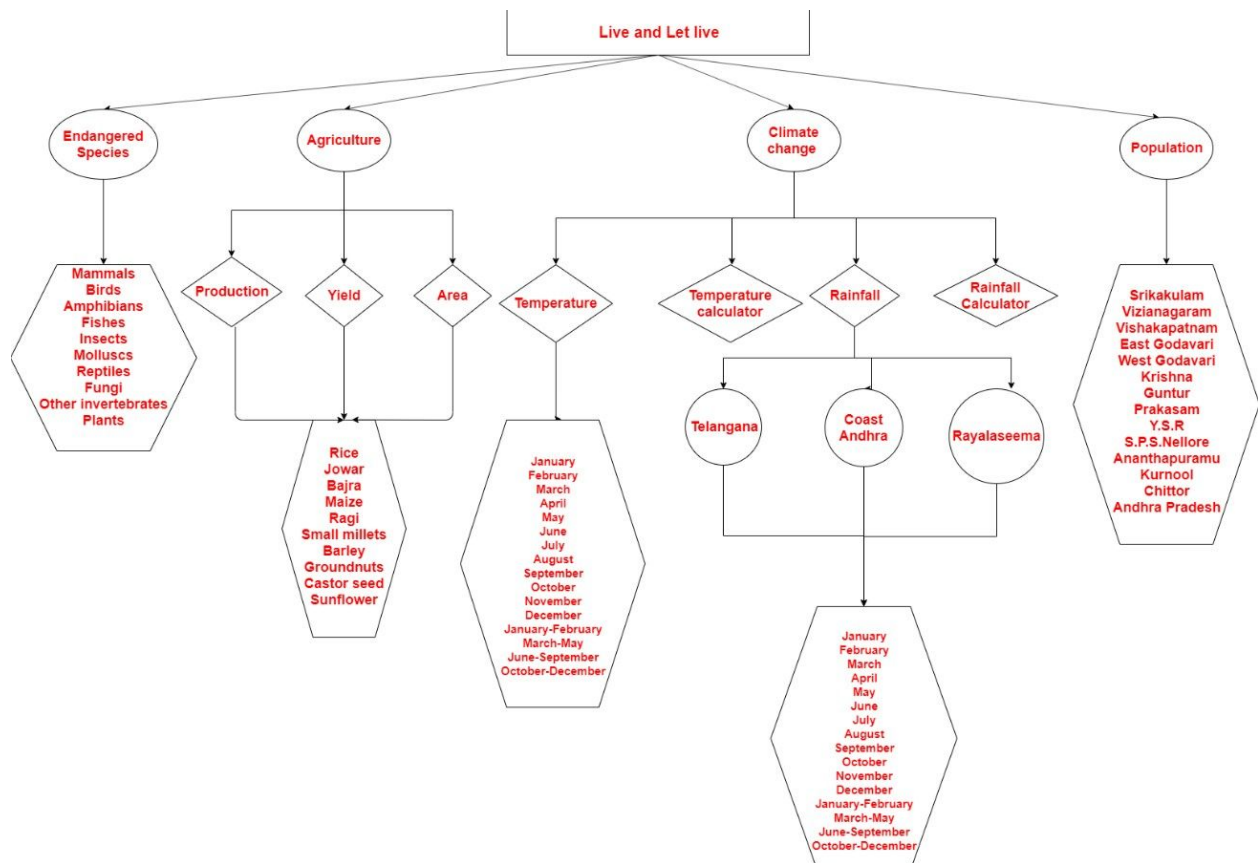 Live and Let live
Endangered
Species
Agriculture
Climate
change
Population
Mammals
Birds
Amphibians
Fishes
Insects
Molluscs
Reptiles
Fungi
Other invertebrates
Plants
Production
Yield
Area
Temperature
Temperature
calculator
Rainfall
Rainfall
Calculator
Srikakulam
Vizianagaram
Vishakapatnam
East Godavari
West Godavari
Krishna
Guntur
Prakasam
Y.S.R
S.P.S.Nellore
Ananthapuramu
Kurnool
Chittor
Andhra Pradesh
Telangana
Coast
Andhra
Rayalaseema
Rice
Jowar
Bajra
Maize
Ragi
Small millets
Barley
Groundnuts
Castor seed
Sunflower
January
February
March
April
May
June
July
August
September
October
November
December
January-February
March-May
June-September
October-December
January
February
March
April
May
June
July
August
September
October
November
December
January-February
March-May
June-September
October-December